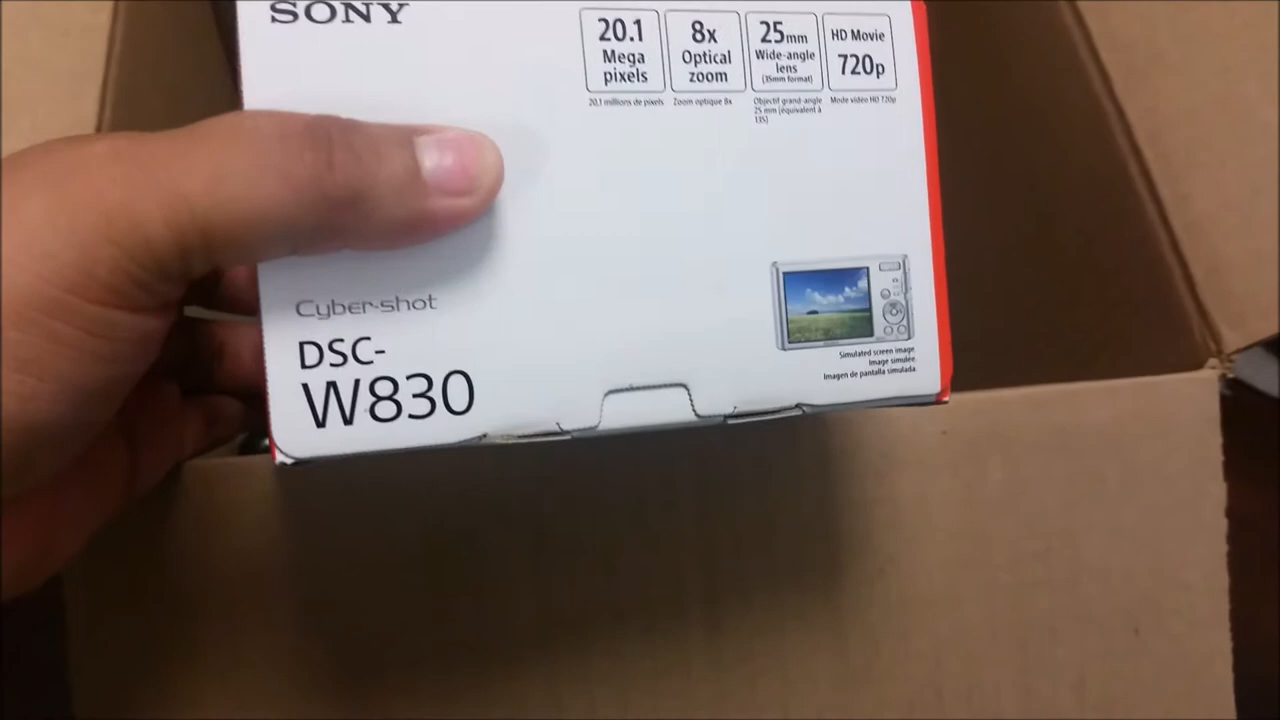 SONY
20.1
Mega
pixels
20.1 millions de pixels
8x
Optical
zoom
Zoom optique 8x
25mm
Wide-angle
lens
(35mm format)
Objectif grand-angle
25 mm (équivalent à
135)
HD Movie
720p
Mode vidéo HD 720p
Cyber-shot
DSC-
W830
Simulated screen image.
Image simulée.
Imagen de pantalla simulada.